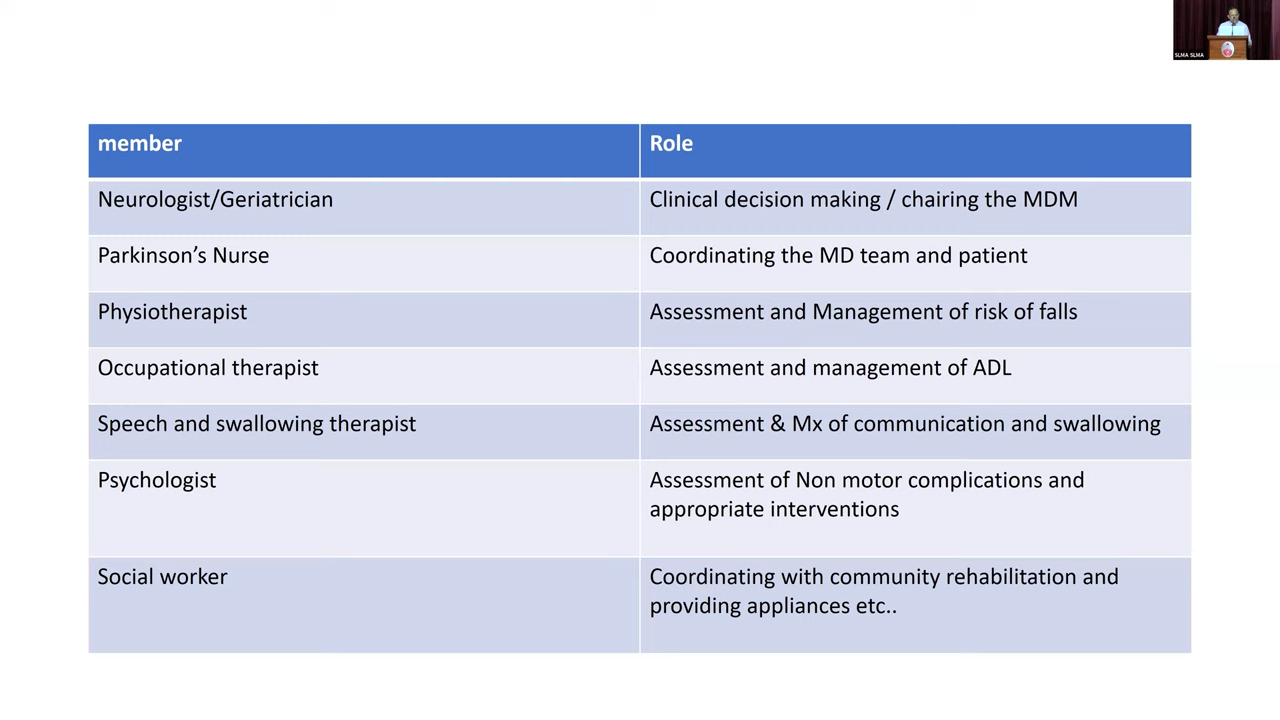 SLMA SLMA
member
Role
Neurologist/Geriatrician
Clinical decision making / chairing the MDM
Parkinson’s Nurse
Coordinating the MD team and patient
Physiotherapist
Assessment and Management of risk of falls
Occupational therapist
Assessment and management of ADL
Speech and swallowing therapist
Assessment & Mx of communication and swallowing
Psychologist
Assessment of Non motor complications and
appropriate interventions
Social worker
Coordinating with community rehabilitation and
providing appliances etc..